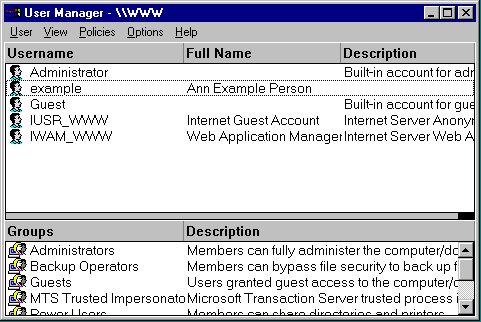 User Manager - \\WWW
User View Policies Options Help
Username Full Name Description
Administrator Built-in account for adr
example Ann Example Person
Guest Built-in account for gue
IUSR_WWW Internet Guest Account Internet Server Anonyn
IWAM_WWW Web Application Manager Internet Server Web A
Groups Description
Administrators Members can fully administer the computer/do
Backup Operators Members can bypass file security to back up f
Guests Users granted guest access to the computer/c
MTS Trusted Impersonato Microsoft Transaction Server trusted process i
Power Users Members can share directories and printers